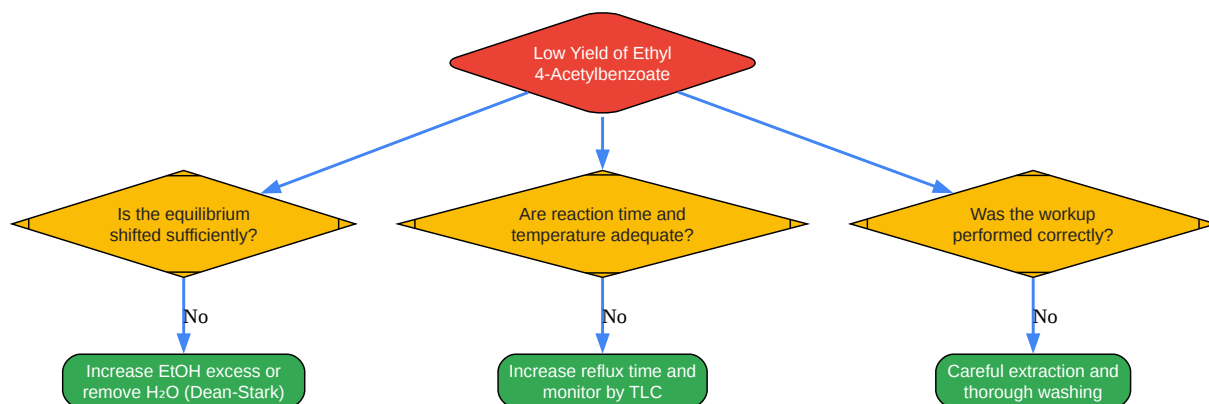 Low Yield of Ethyl
4-Acetylbenzoate
Is the equilibrium
shifted sufficiently?
Are reaction time and
temperature adequate?
Was the workup
performed correctly?
No
No
No
Increase EtOH excess or
remove H₂O (Dean-Stark)
Increase reflux time and
monitor by TLC
Careful extraction and
thorough washing